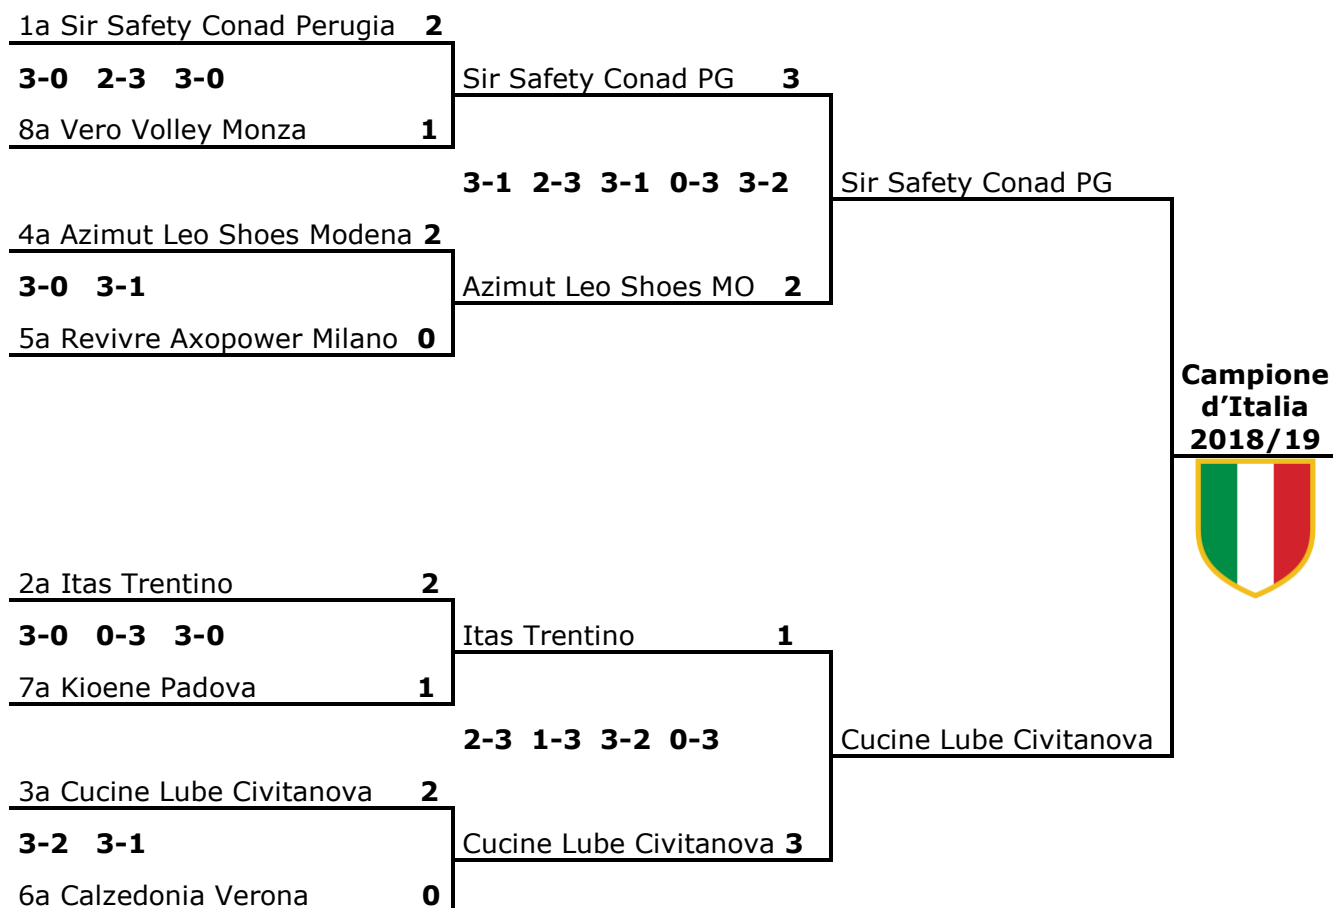 1a Sir Safety Conad Perugia 2
3-0 2-3 3-0
8a Vero Volley Monza 1
4a Azimut Leo Shoes Modena 2
3-0 3-1
5a Revivre Axopower Milano 0
Sir Safety Conad PG 3
3-1 2-3 3-1 0-3 3-2
Azimut Leo Shoes MO 2
Sir Safety Conad PG
2a Itas Trentino 2
3-0 0-3 3-0
7a Kioene Padova 1
3a Cucine Lube Civitanova 2
3-2 3-1
6a Calzedonia Verona 0
Itas Trentino 1
2-3 1-3 3-2 0-3
Cucine Lube Civitanova 3
Cucine Lube Civitanova
Campione
d’Italia
2018/19